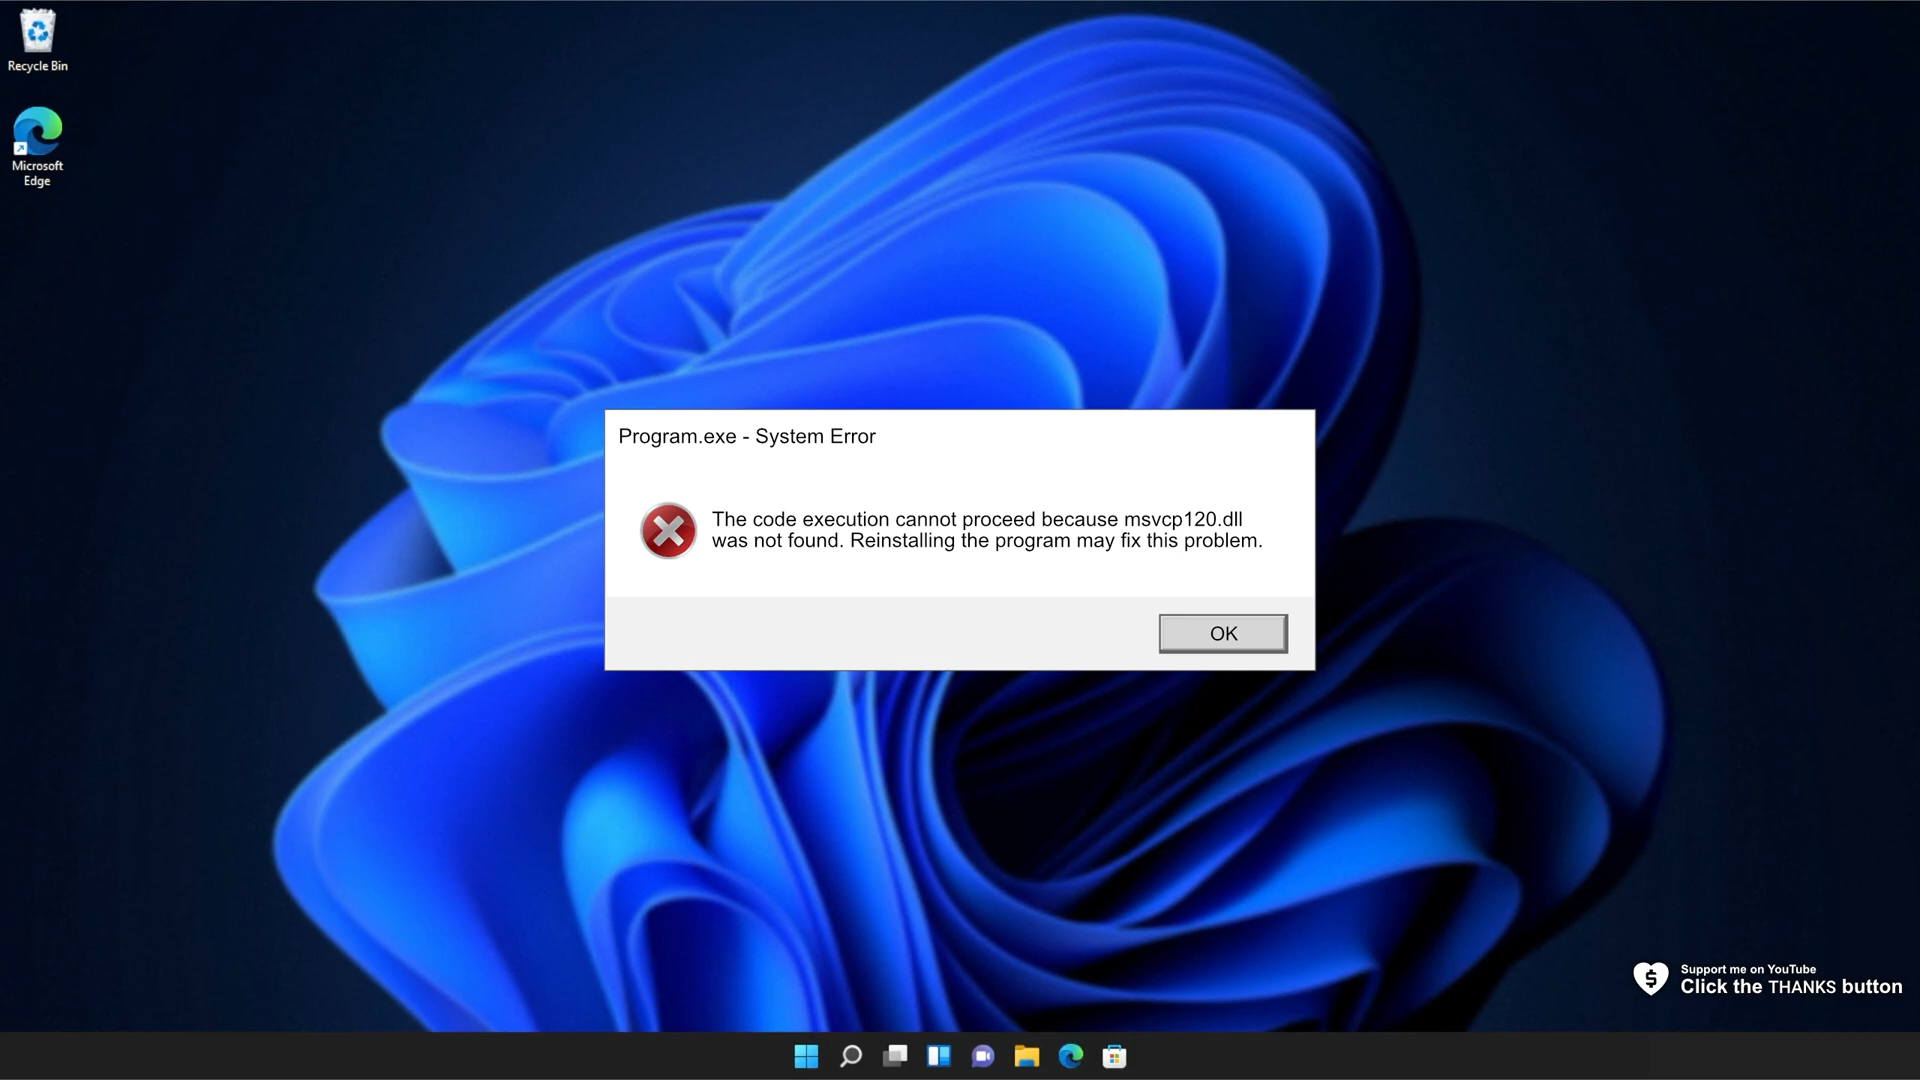 Recycle Bin
Microsoft
Edge
Program.exe - System Error
The code execution cannot proceed because msvcp120.dll
was not found. Reinstalling the program may fix this problem.
OK
$
Support me on YouTube
Click the THANKS button